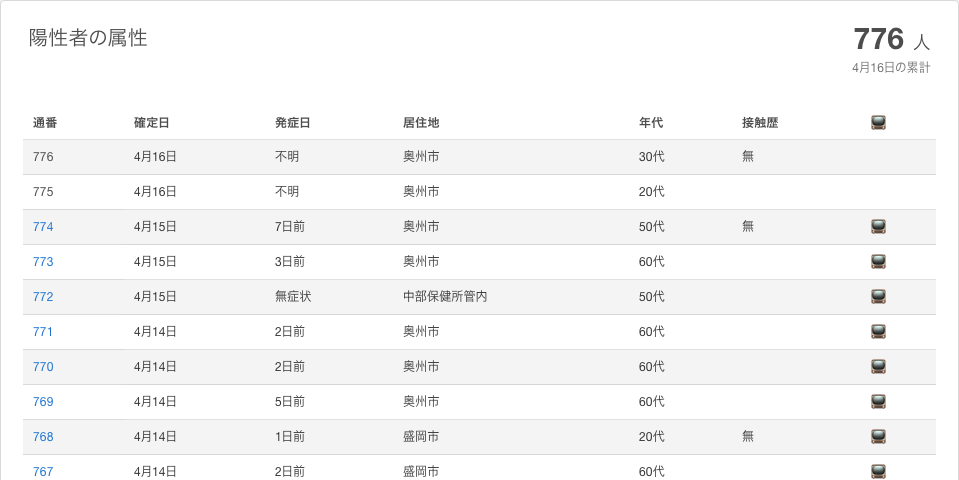 陽性者の属性
776 人
4月16日の累計
通番 確定日 発症日 居住地 年代 接触歴
776 4月16日 不明 奥州市 30代 無
775 4月16日 不明 奥州市 20代
774 4月15日 7日前 奥州市 50代 無
773 4月15日 3日前 奥州市 60代
772 4月15日 無症状 中部保健所管内 50代
771 4月14日 2日前 奥州市 60代
770 4月14日 2日前 奥州市 60代
769 4月14日 5日前 奥州市 60代
768 4月14日 1日前 盛岡市 20代 無
767 4月14日 2日前 盛岡市 60代